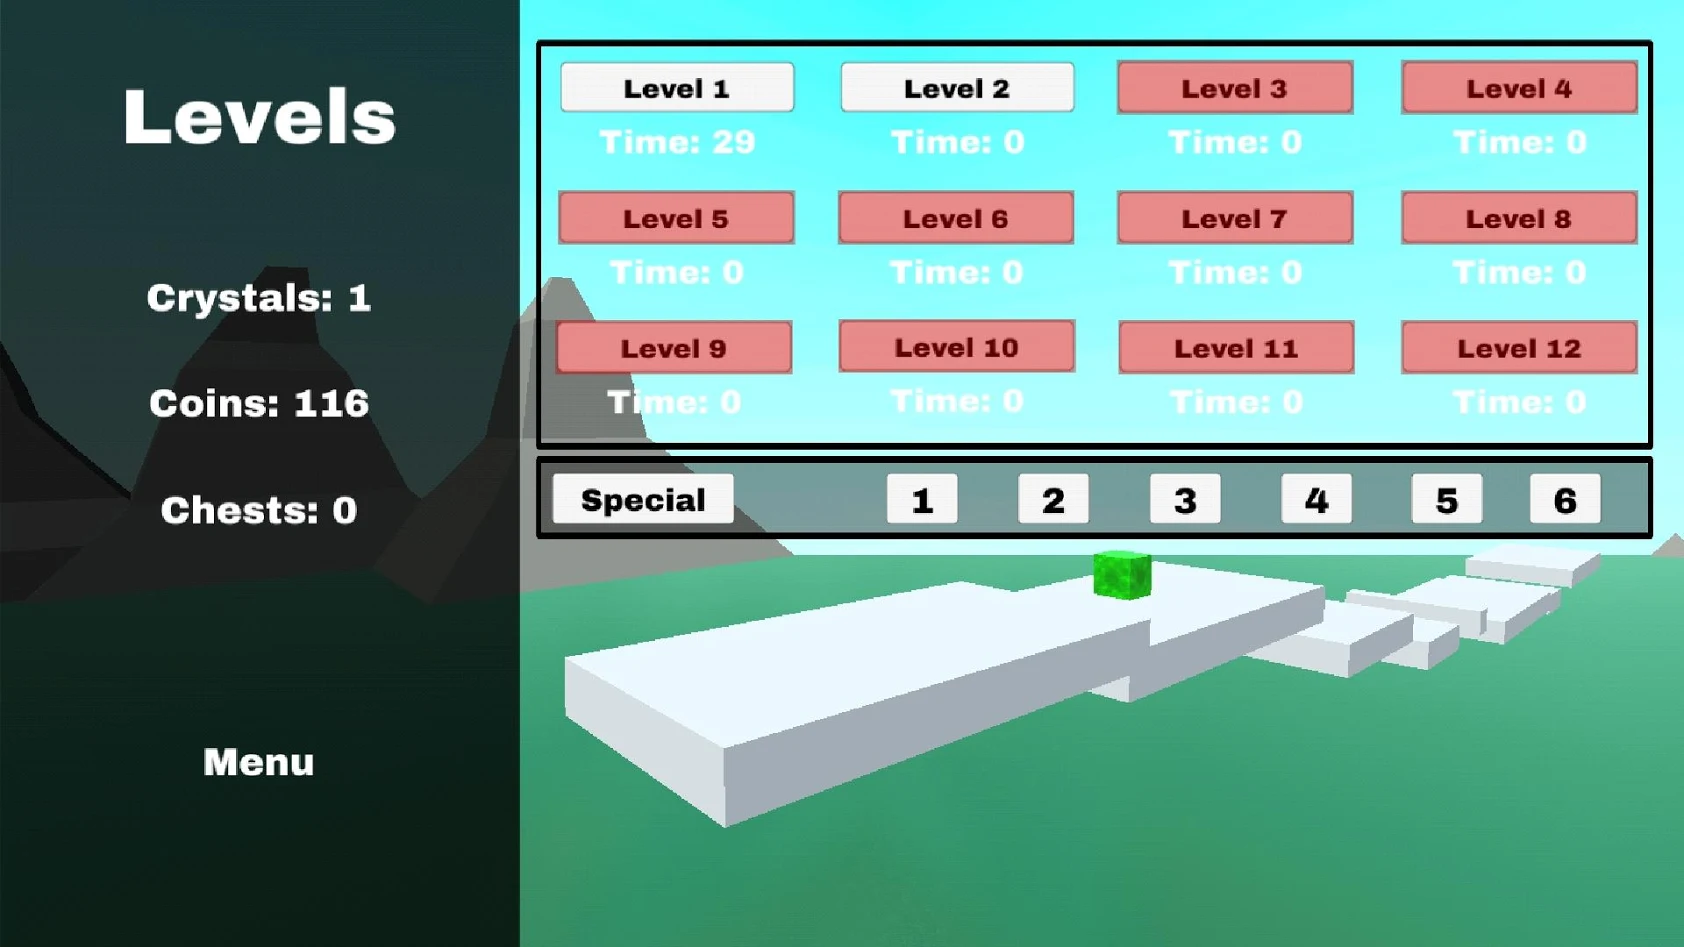 Levels
Crystals: 1
Coins: 116
Chests: 0
Menu
Level 1 Level 2 Level 3 Level 4
Time: 29 Time: 0 Time: 0 Time: 0
Level 5 Level 6 Level 7 Level 8
Time: 0 Time: 0 Time: 0 Time: 0
Level 9 Level 10 Level 11 Level 12
Time: 0 Time: 0 Time: 0 Time: 0
Special 1 2 3 4 5 6